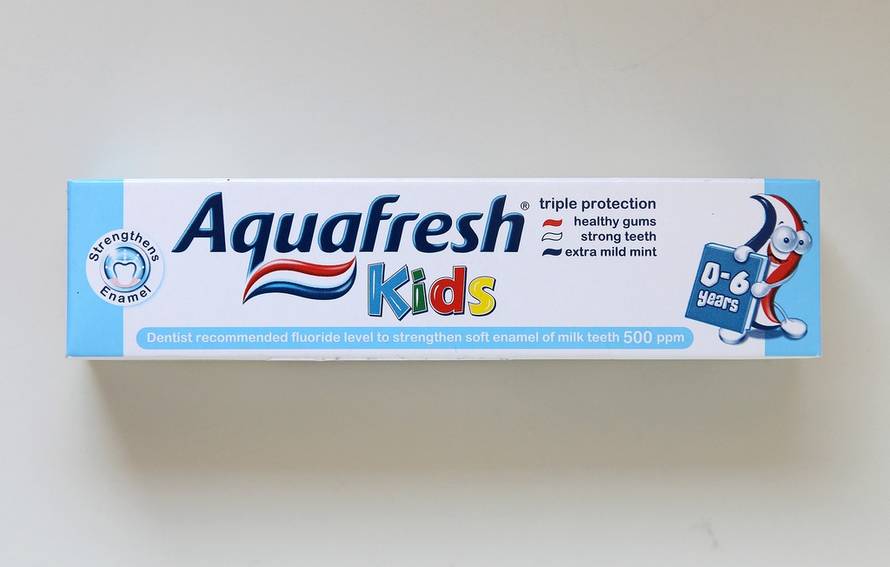 Strengthens
Enamel
Aquafresh®
Kids
triple protection
healthy gums
strong teeth
extra mild mint
0-6
years
Dentist recommended fluoride level to strengthen soft enamel of milk teeth 500 ppm